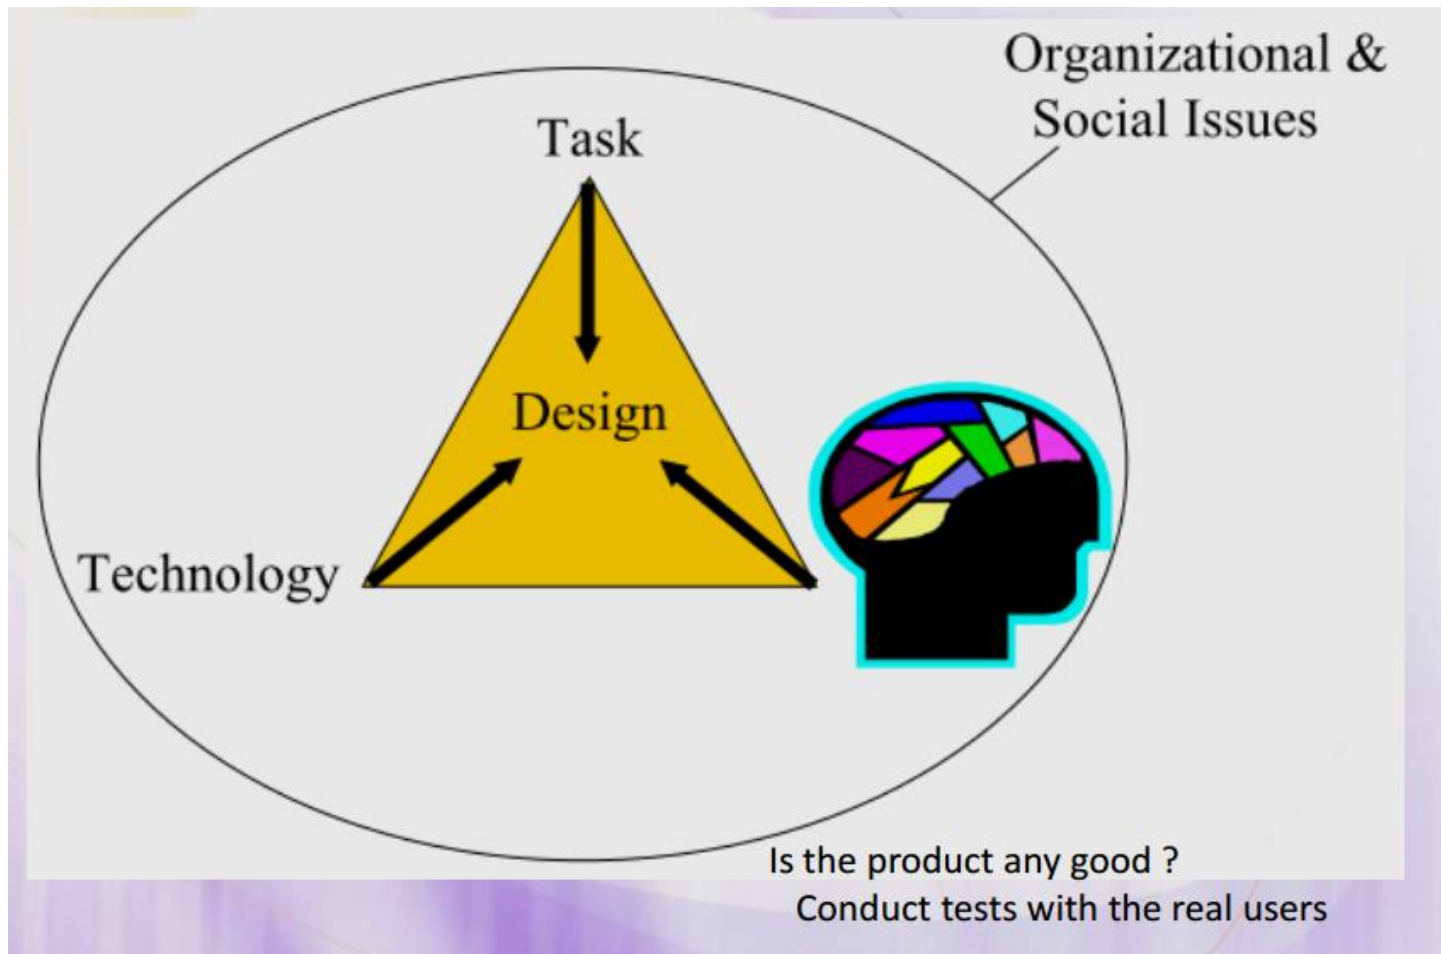 Organizational &
Social Issues
Task
Design
Technology
Is the product any good ?
Conduct tests with the real users